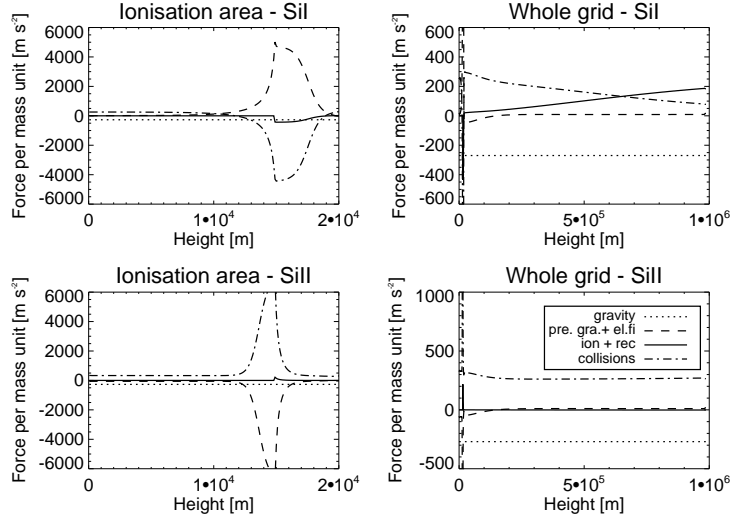 Ionisation area - SiI
Force per mass unit [m s-2]
6000
4000
2000
0
-2000
-4000
-6000
0
1•10^4
2•10^4
Height [m]
Whole grid - SiI
Force per mass unit [m s-2]
600
400
200
0
-200
-400
-600
0
5•10^5
1•10^6
Height [m]
Ionisation area - SiII
Force per mass unit [m s-2]
6000
4000
2000
0
-2000
-4000
-6000
0
1•10^4
2•10^4
Height [m]
Whole grid - SiII
Force per mass unit [m s-2]
1000
500
0
-500
gravity
pre. gra.+ el.fi
ion + rec
collisions
0
5•10^5
1•10^6
Height [m]